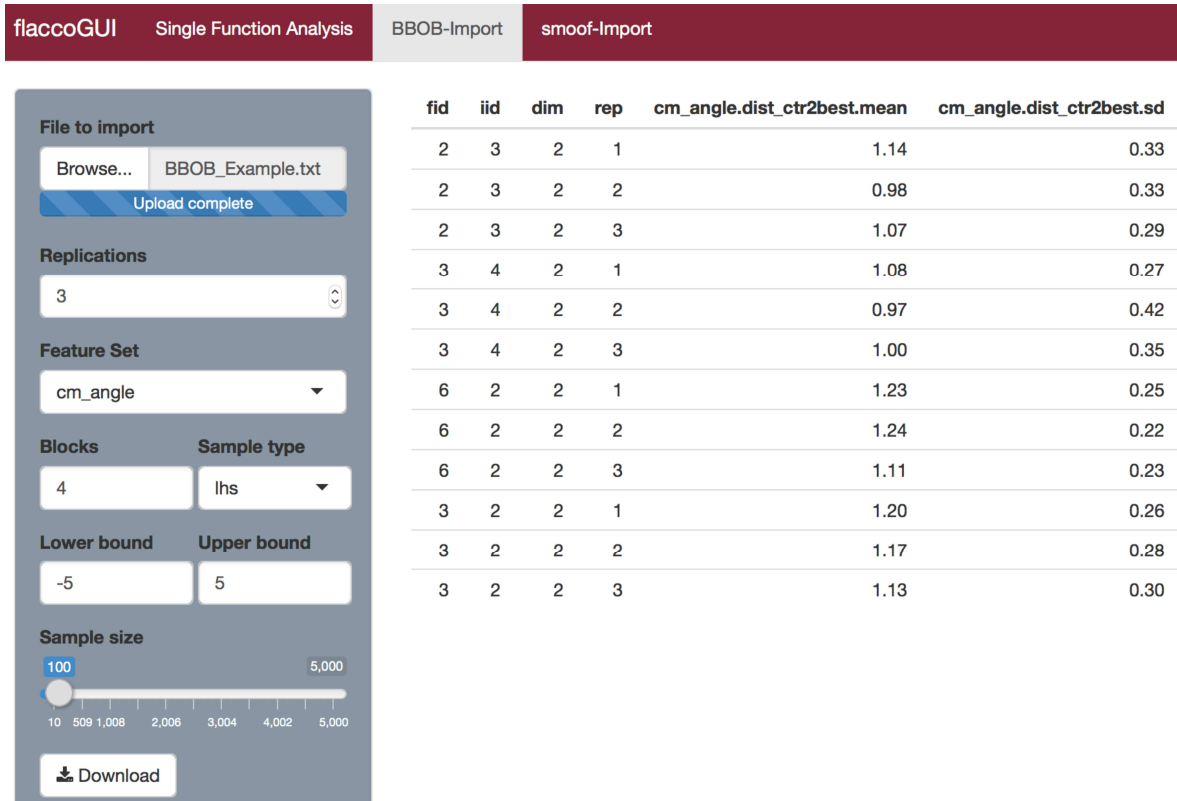 flaccoGUI Single Function Analysis BBOB-Import smoof-Import
File to import
Browse... BBOB_Example.txt
Upload complete
Replications
3
Feature Set
cm_angle
Blocks Sample type
4 lhs
Lower bound Upper bound
-5 5
Sample size
100 5,000
10 509 1,008 2,006 3,004 4,002 5,000
Download
fid iid dim rep cm_angle.dist_ctr2best.mean cm_angle.dist_ctr2best.sd
2 3 2 1 1.14 0.33
2 3 2 2 0.98 0.33
2 3 2 3 1.07 0.29
3 4 2 1 1.08 0.27
3 4 2 2 0.97 0.42
3 4 2 3 1.00 0.35
6 2 2 1 1.23 0.25
6 2 2 2 1.24 0.22
6 2 2 3 1.11 0.23
3 2 2 1 1.20 0.26
3 2 2 2 1.17 0.28
3 2 2 3 1.13 0.30